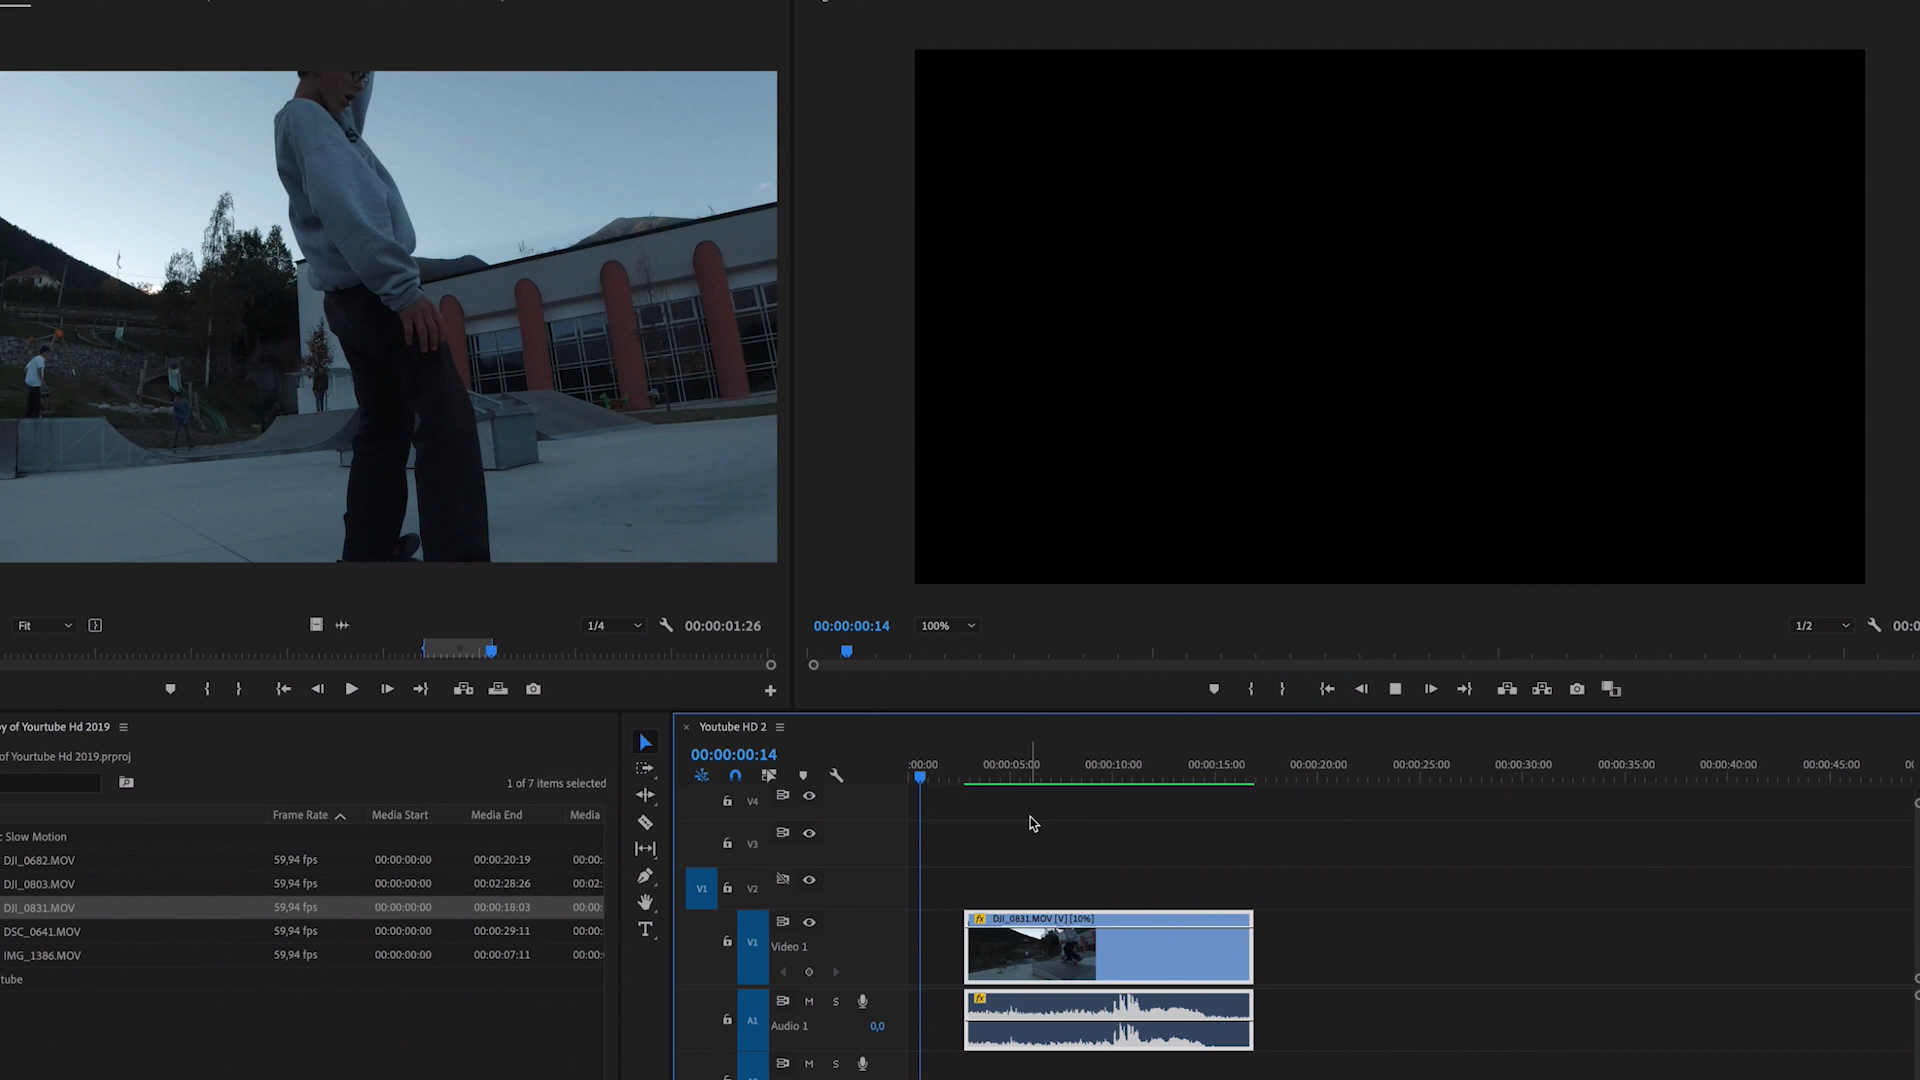 Fit
1/4
00:00:01:26
00:00:00:14
100%
1/2
00:0
y of Yourtube Hd 2019
of Yourtube Hd 2019.prproj
1 of 7 items selected
Frame Rate Media Start Media End Media
c Slow Motion
DJI_0682.MOV 59,94 fps 00:00:00:00 00:00:20:19 00:00:
DJI_0803.MOV 59,94 fps 00:00:00:00 00:02:28:26 00:02:
DJI_0831.MOV 59,94 fps 00:00:00:00 00:00:18:03 00:00:
DSC_0641.MOV 59,94 fps 00:00:00:00 00:00:29:11 00:00:
IMG_1386.MOV 59,94 fps 00:00:00:00 00:00:07:11 00:00:
tube
× Youtube HD 2
00:00:00:14
:00:00 00:00:05:00 00:00:10:00 00:00:15:00 00:00:20:00 00:00:25:00 00:00:30:00 00:00:35:00 00:00:40:00 00:00:45:00 00
V4
V3
V1 V2
fx DJI_0831.MOV [V] [10%]
V1 Video 1
fx
M S
A1 Audio 1 0,0
M S